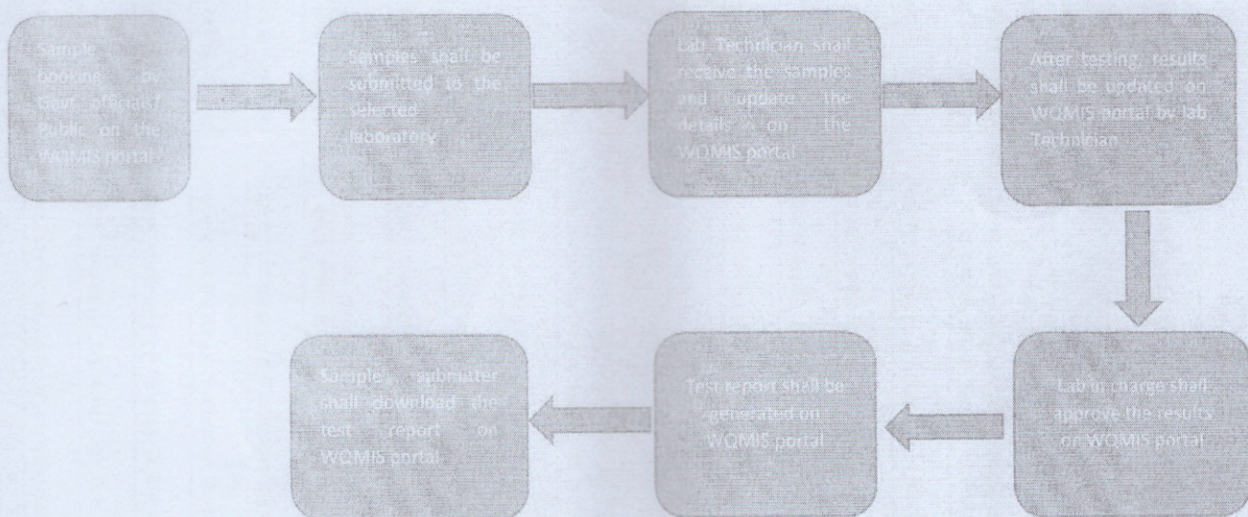 Sample
booking by
Govt officials/
Public on the
WQMIS portal
Samples shall be
submitted to the
selected
laboratory
Lab Technician shall
receive the samples
and update the
details on the
WQMIS portal
After testing, results
shall be updated on
WQMIS portal by lab
Technician
Lab in charge shall
approve the results
on WQMIS portal
Test report shall be
generated on
WQMIS portal
Sample submitter
shall download the
test report on
WQMIS portal